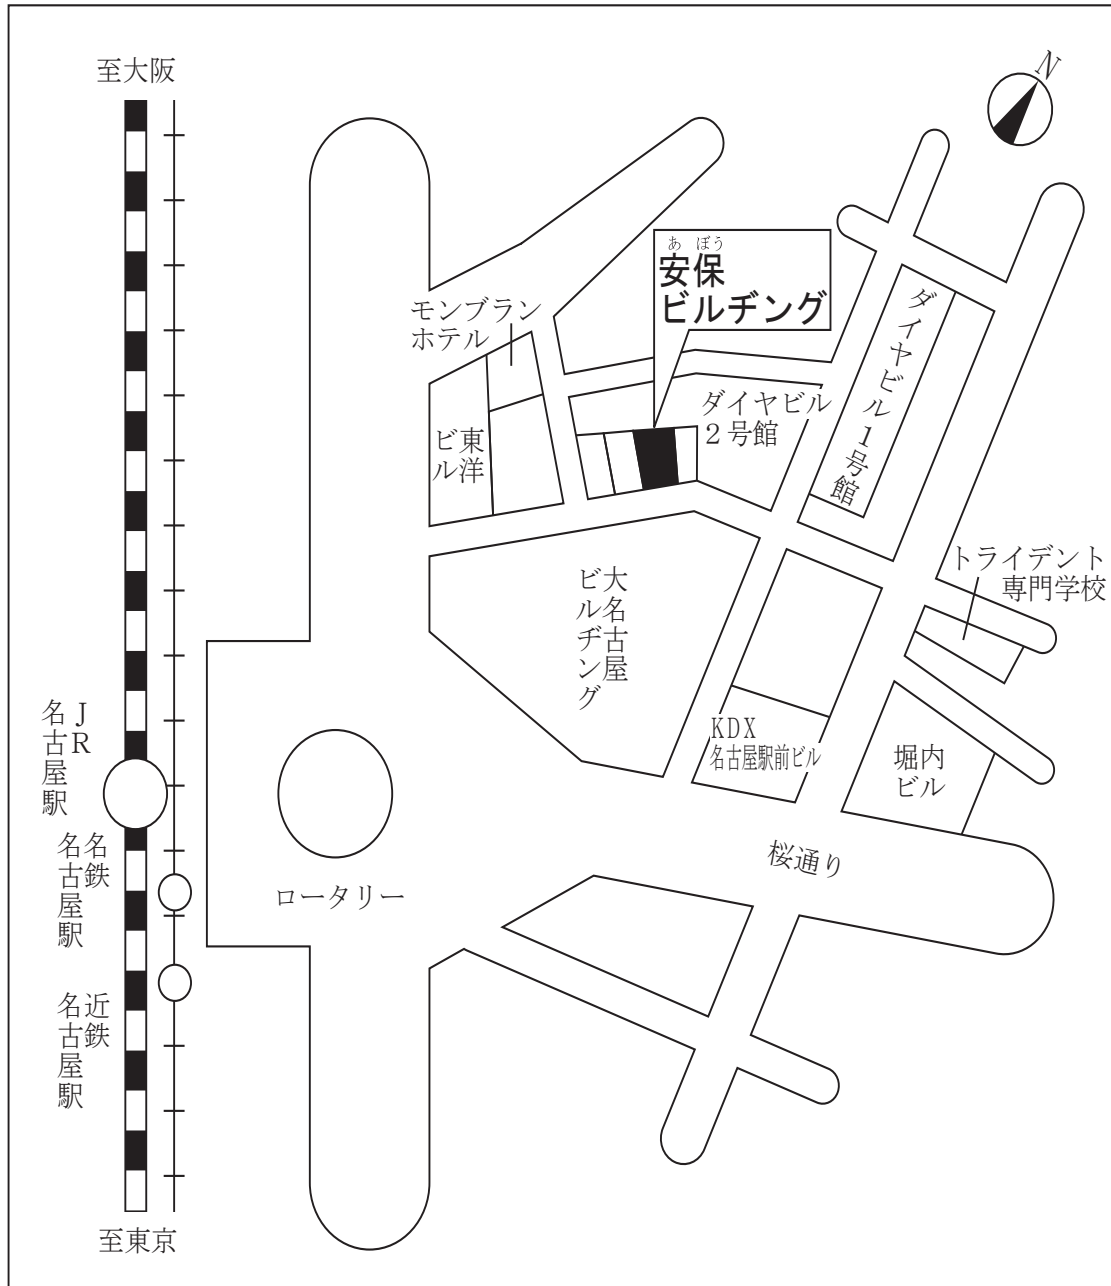 至大阪
N
あぼう
安保
ビルヂング
モンブラン
ホテル
東洋
ビル
ダイヤビル
２号館
ダイヤビル１号館
トライデント
専門学校
大名古屋
ビルヂング
KDX
名古屋駅前ビル
堀内
ビル
ＪＲ
名古屋駅
名鉄
名古屋駅
近鉄
名古屋駅
ロータリー
桜通り
至東京